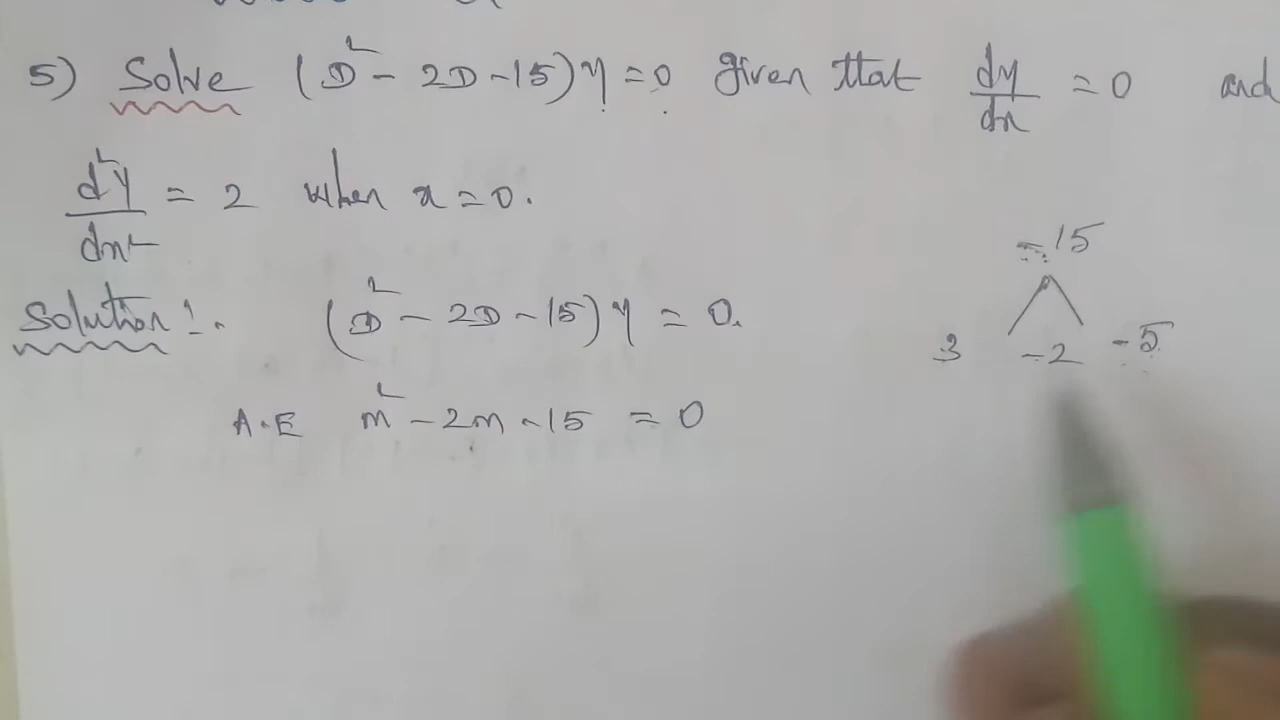 5) Solve (D² - 2D - 15)y = 0 given that dy/dx = 0 and
d²y/dx² = 2 when x = 0.
-15
Solution:- (D² - 2D - 15)y = 0.
3 -2 -5
A.E m² - 2m - 15 = 0